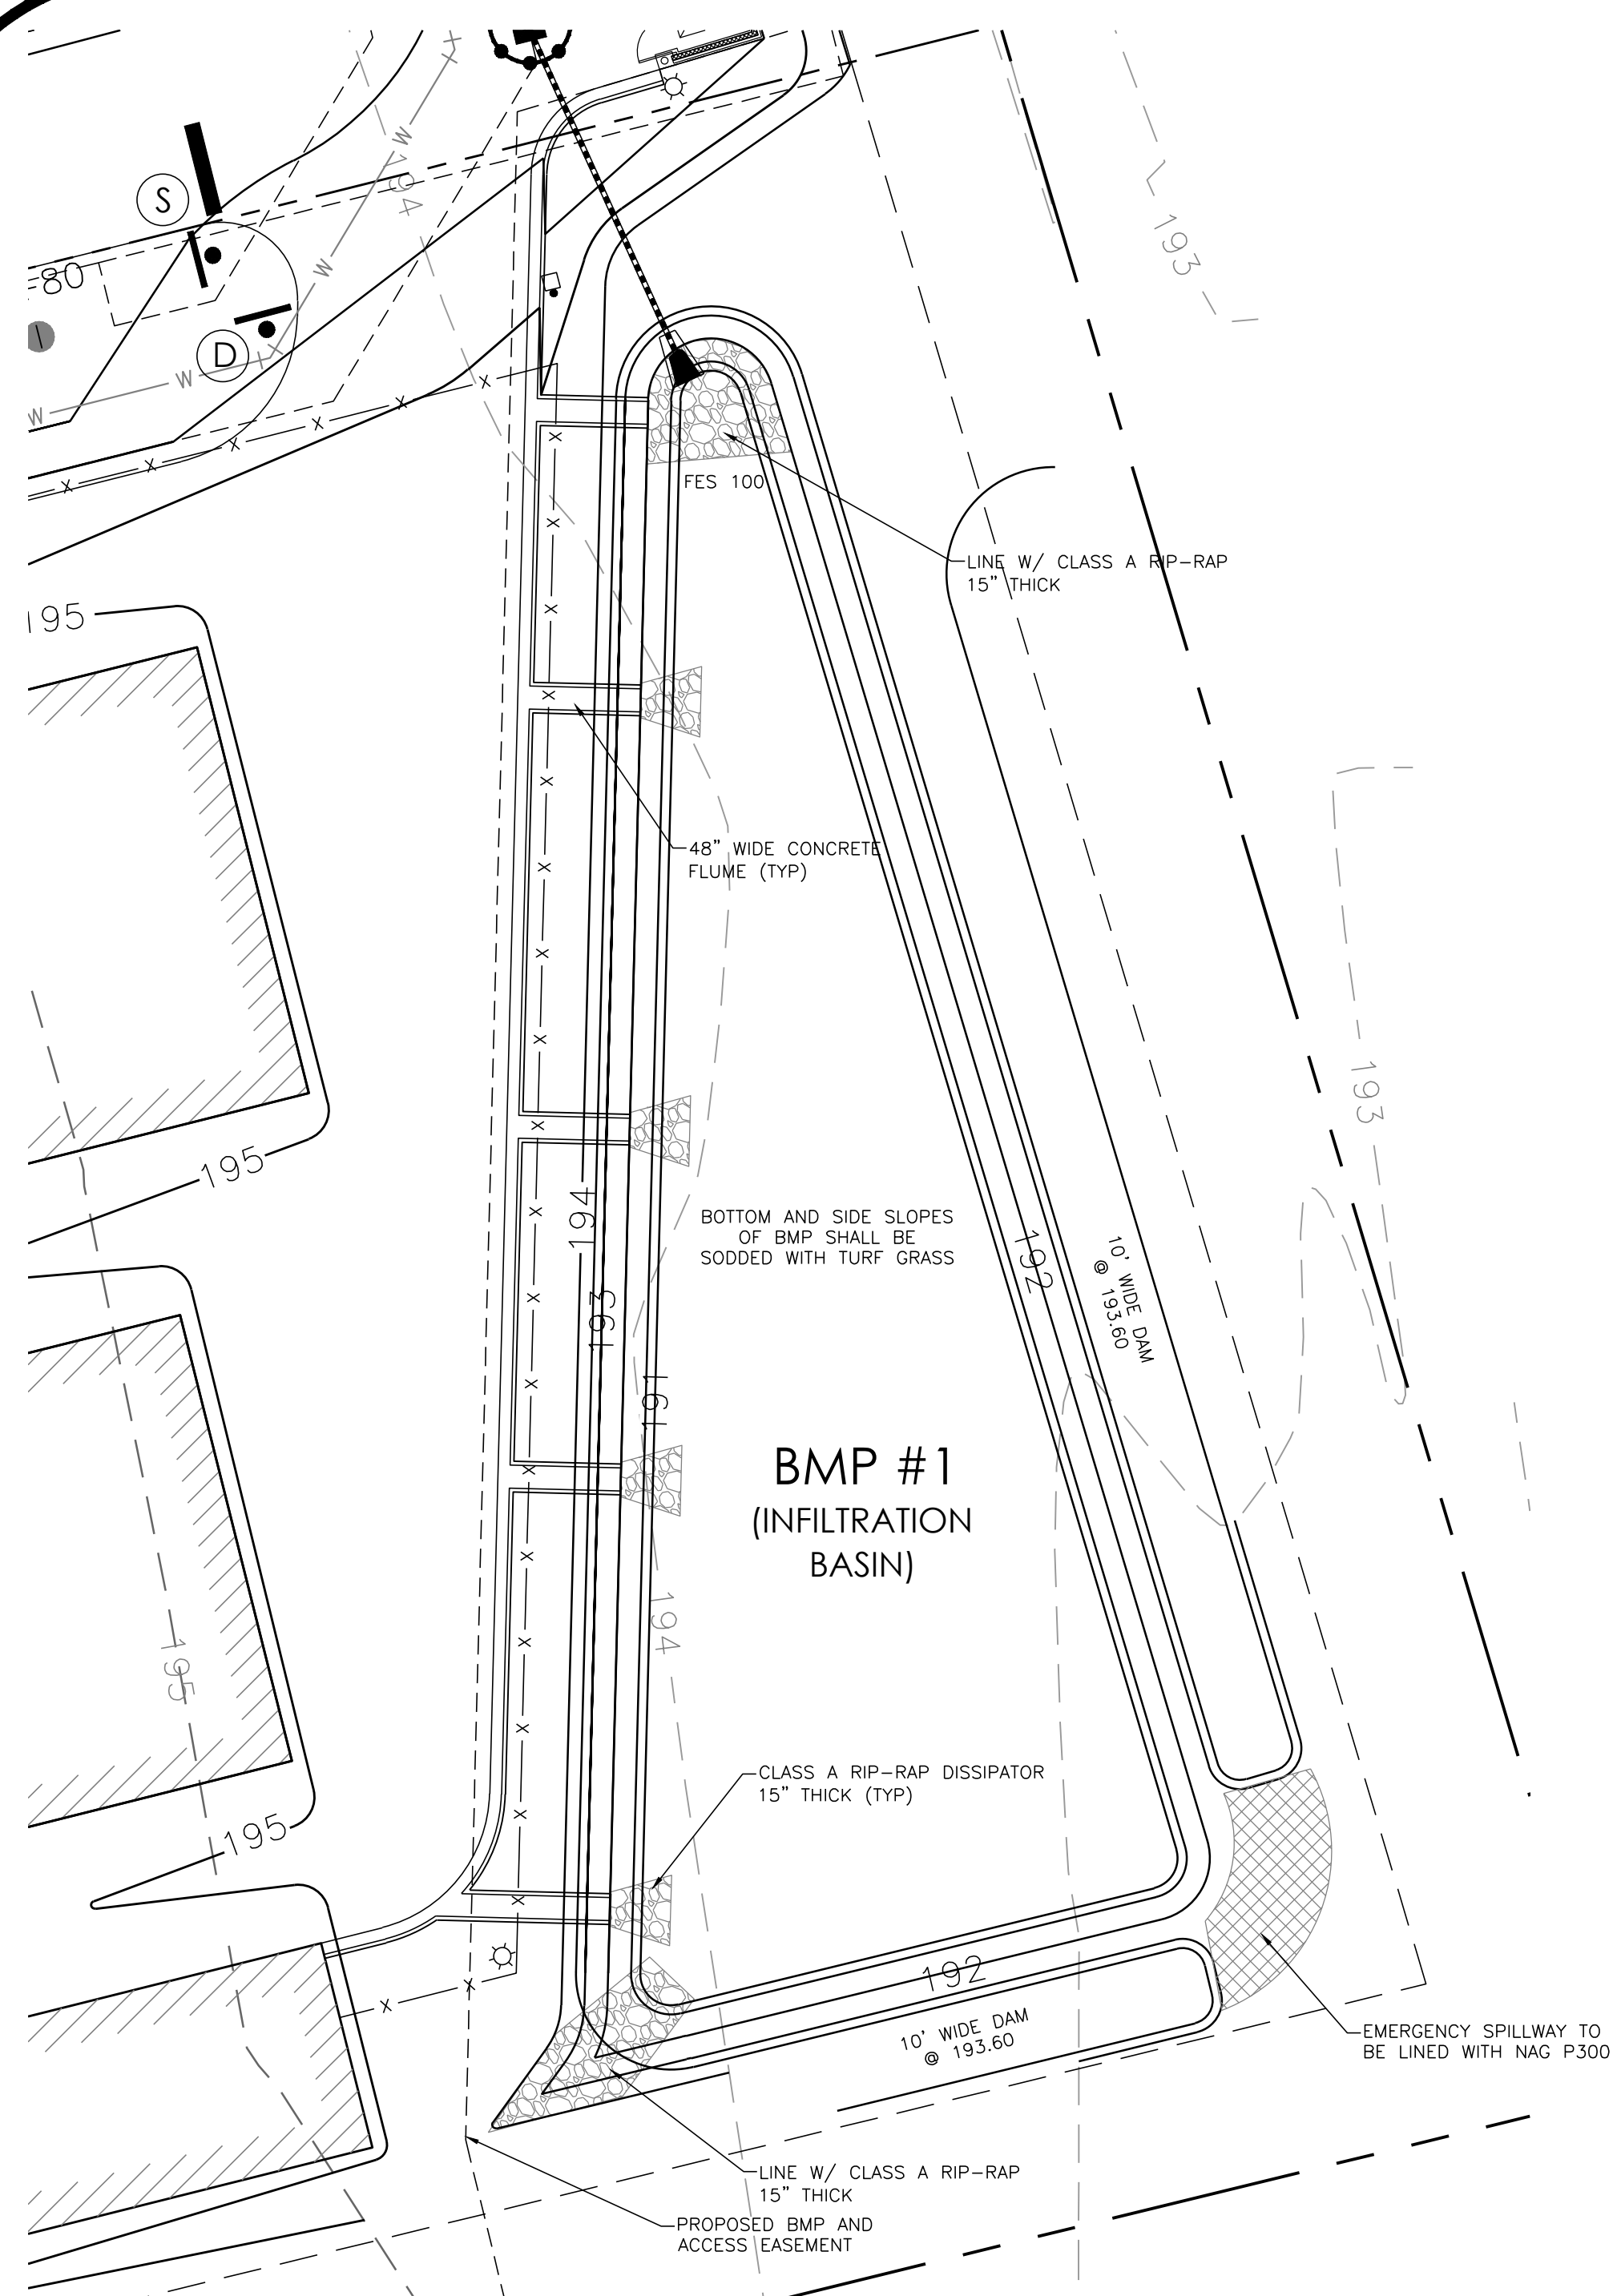 W
194
193
S
-80
W
D
W
W
FES 100
LINE W/ CLASS A RIP-RAP
15" THICK
195
48" WIDE CONCRETE
FLUME (TYP)
193
195
194
BOTTOM AND SIDE SLOPES
OF BMP SHALL BE
SODDED WITH TURF GRASS
192
10' WIDE DAM
@ 193.60
193
191
BMP #1
(INFILTRATION
BASIN)
194
195
CLASS A RIP-RAP DISSIPATOR
15" THICK (TYP)
195
192
10' WIDE DAM
@ 193.60
EMERGENCY SPILLWAY TO
BE LINED WITH NAG P300
LINE W/ CLASS A RIP-RAP
15" THICK
PROPOSED BMP AND
ACCESS EASEMENT